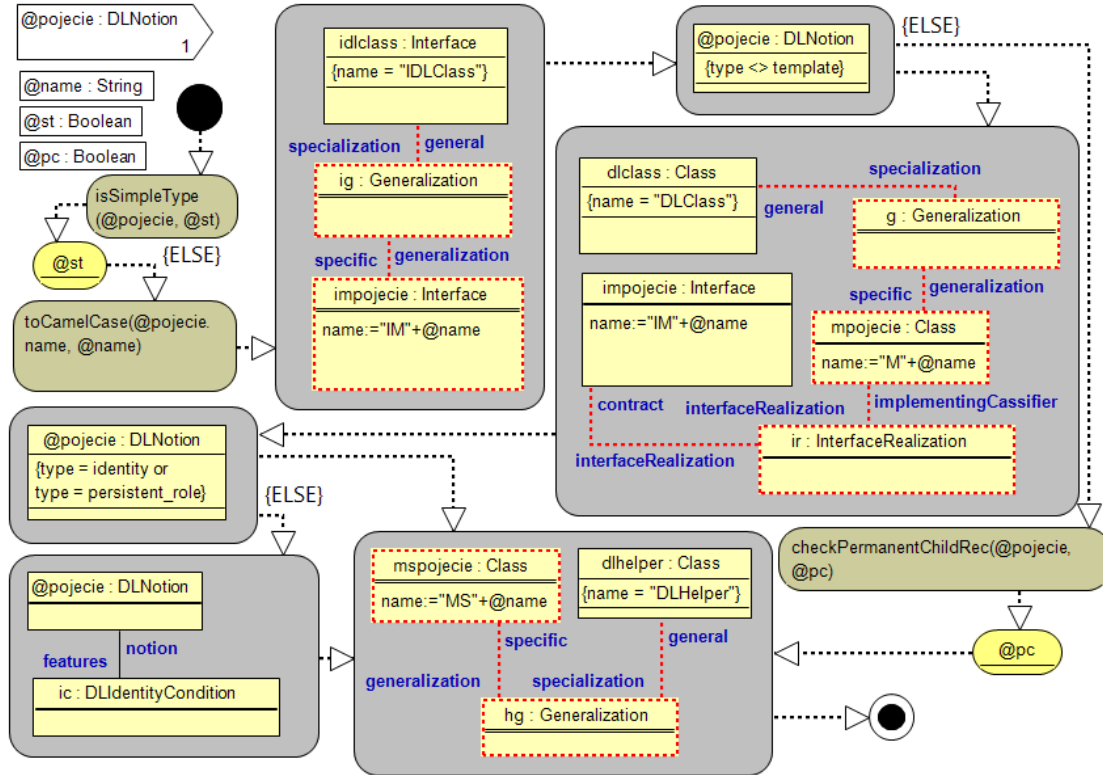 @pojecie : DLNotion
1
@name : String
@st : Boolean
@pc : Boolean
isSimpleType
(@pojecie, @st)
@st
{ELSE}
toCamelCase(@pojecie.
name, @name)
idlclass : Interface
{name = "IDLClass"}
specialization
general
ig : Generalization
specific
generalization
impojecie : Interface
name:="IM"+@name
@pojecie : DLNotion
{type <> template}
{ELSE}
dlclass : Class
{name = "DLClass"}
specialization
general
g : Generalization
specific
generalization
impojecie : Interface
name:="IM"+@name
mpojecie : Class
name:="M"+@name
contract
interfaceRealization
implementingCassifier
interfaceRealization
ir : InterfaceRealization
@pojecie : DLNotion
{type = identity or
type = persistent_role}
{ELSE}
@pojecie : DLNotion
notion
features
ic : DLIdentityCondition
mspojecie : Class
name:="MS"+@name
dlhelper : Class
{name = "DLHelper"}
specific
general
generalization
specialization
hg : Generalization
checkPermanentChildRec(@pojecie,
@pc)
@pc